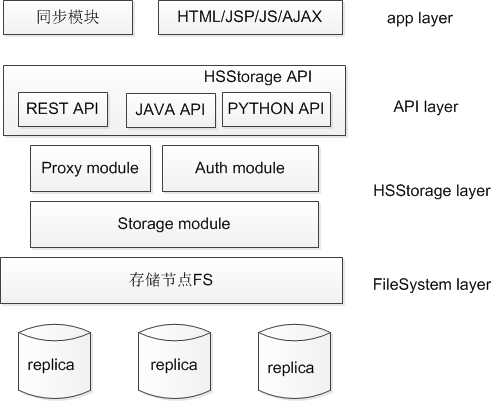 同步模块
HTML/JSP/JS/AJAX
app layer
HSStorage API
REST API
JAVA API
PYTHON API
API layer
Proxy module
Auth module
HSStorage layer
Storage module
存储节点FS
FileSystem layer
replica
replica
replica